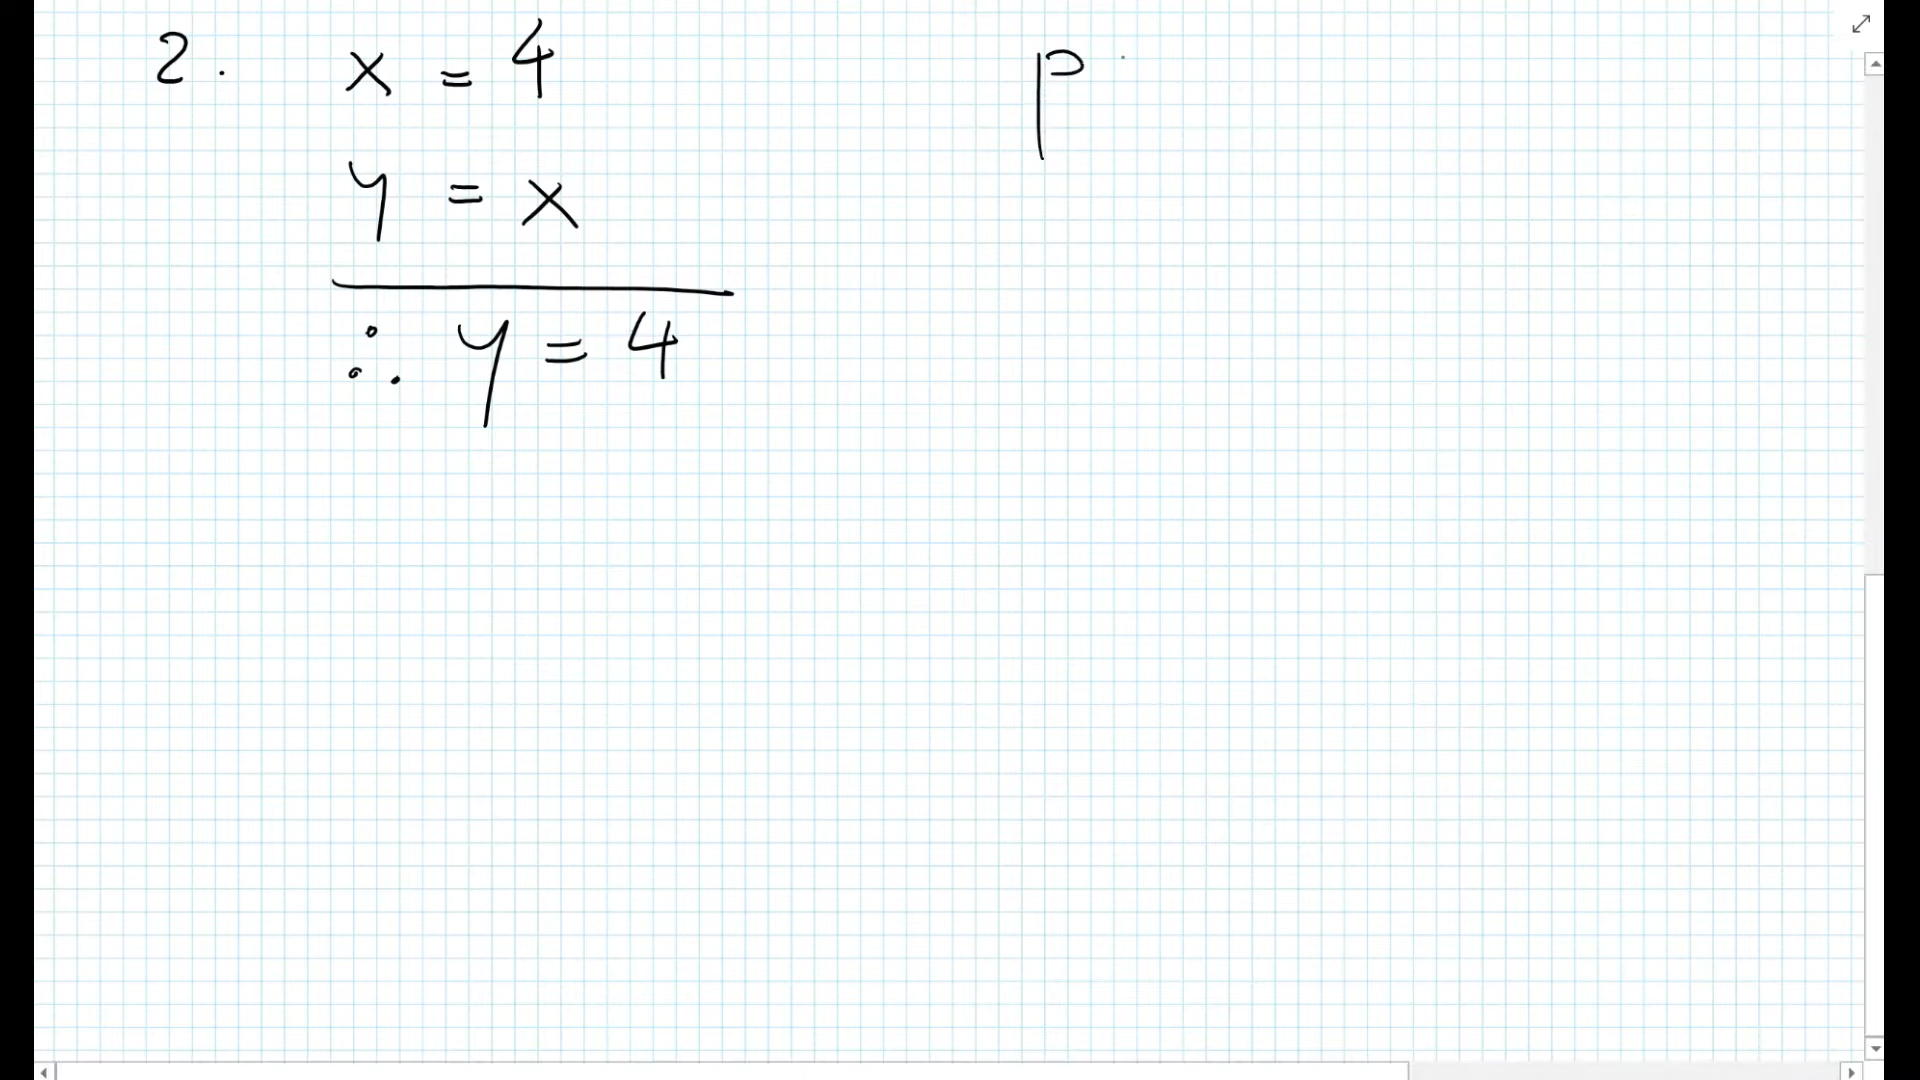 2. x = 4
y = x
∴ y = 4
p